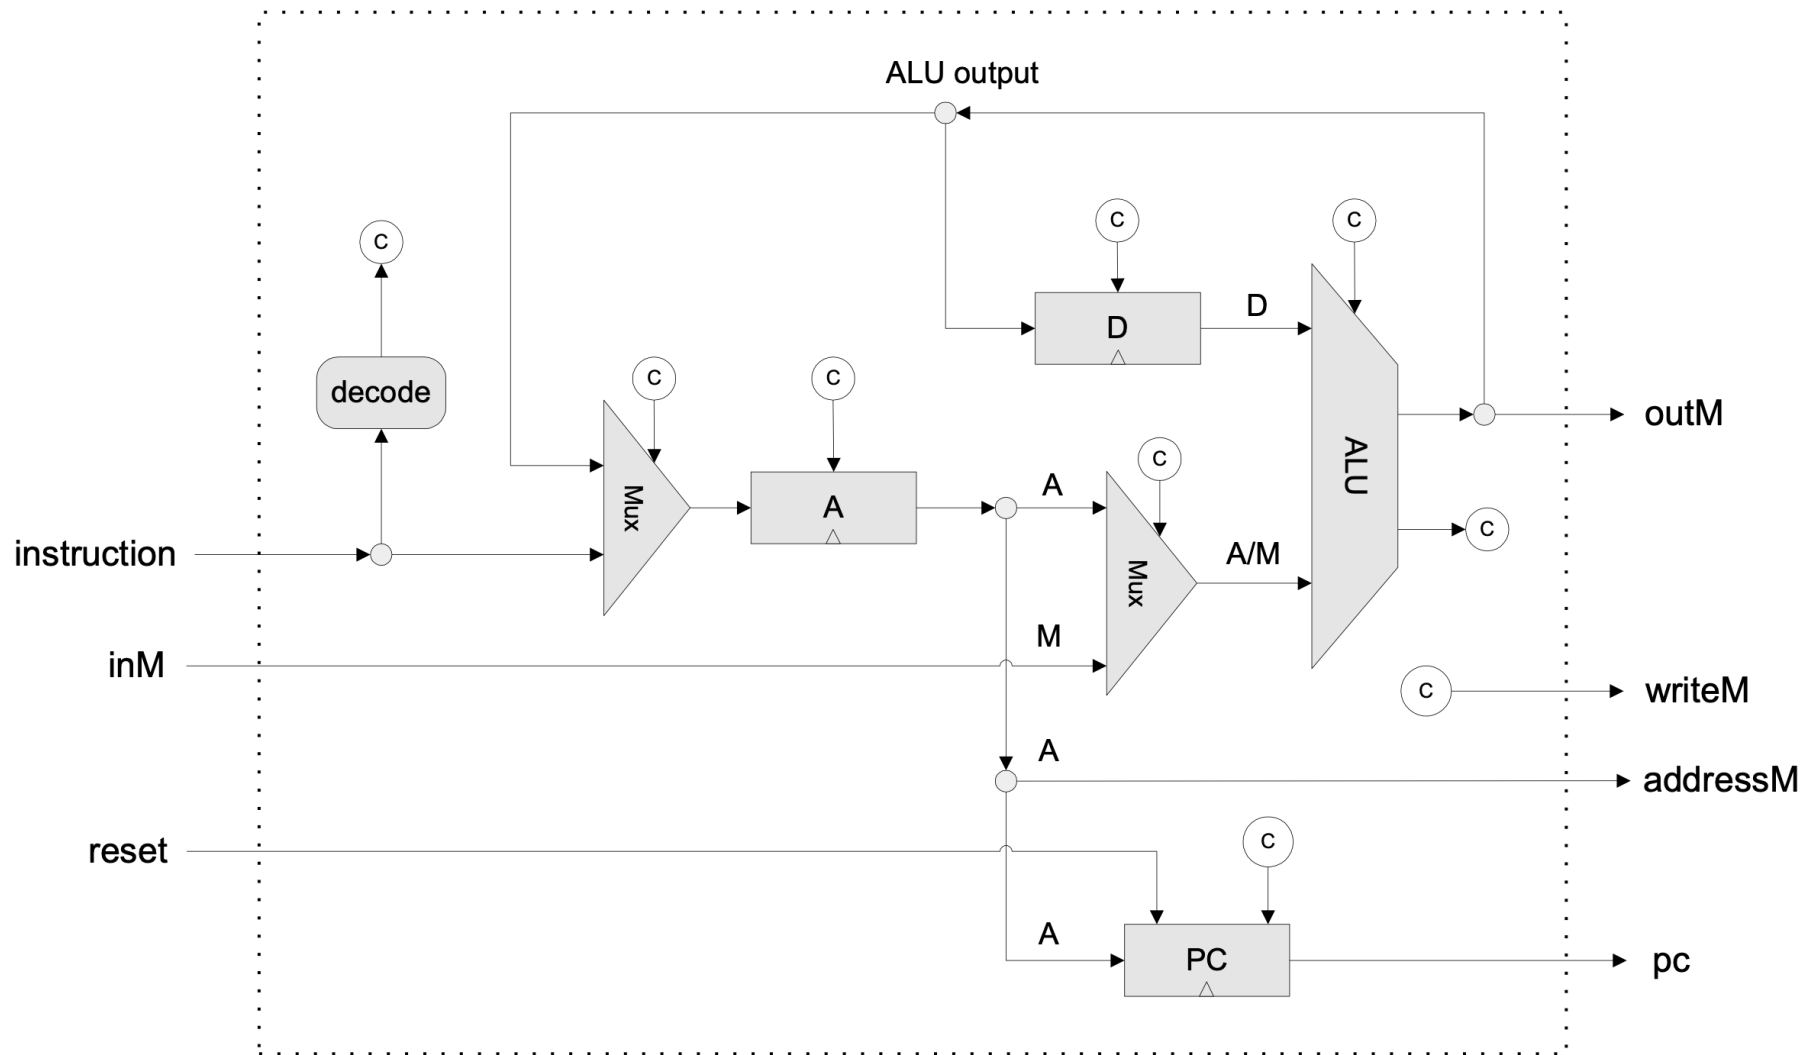 ALU output
C
C
C
D
D
decode
C
C
Mux
A
A
C
Mux
A/M
ALU
outM
C
instruction
inM
M
C
writeM
A
addressM
reset
C
A
PC
pc